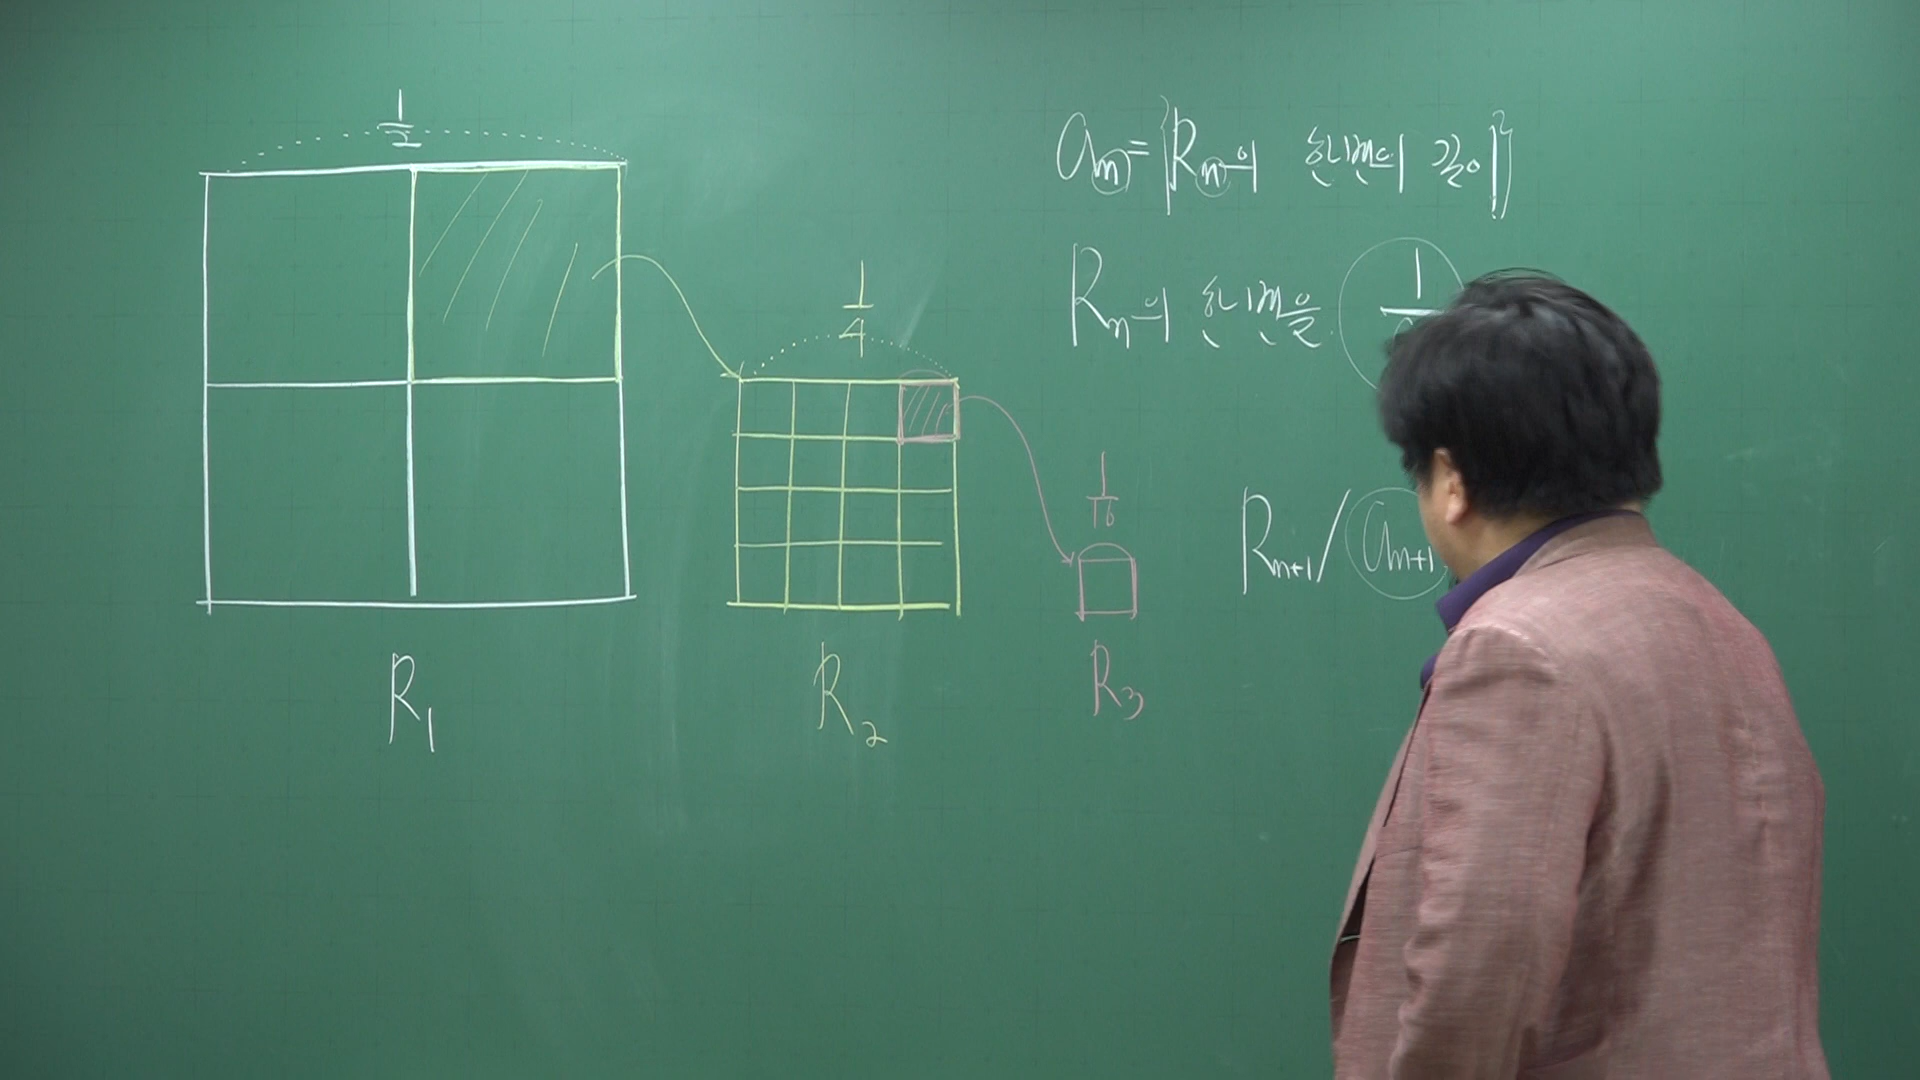 1/2
aₙ = {Rₙ의 한변의 길이}²
Rₙ의 한변을 1/
1/4
1/16
Rₙ₊₁/aₙ₊₁
R₁
R₂
R₃